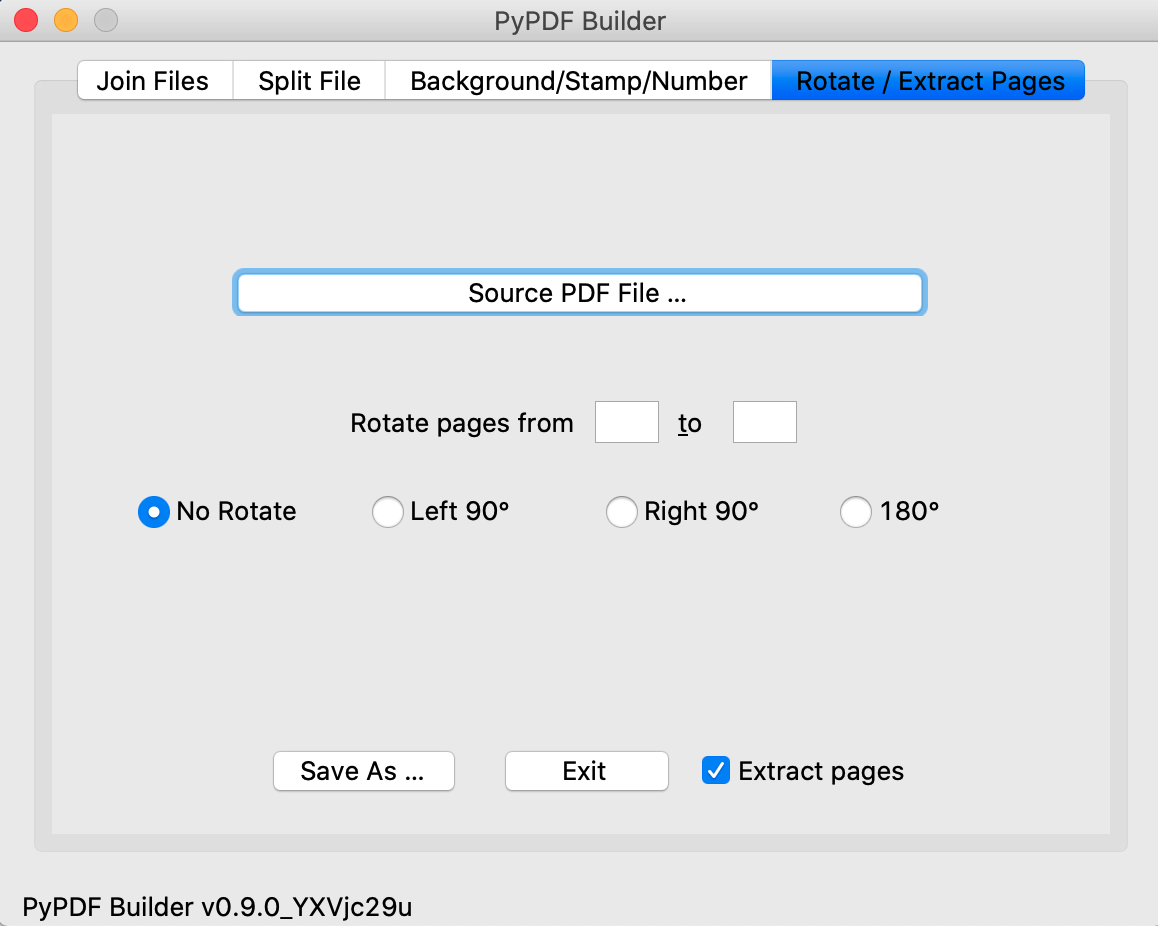 PyPDF Builder
Join Files Split File Background/Stamp/Number Rotate / Extract Pages
Source PDF File ...
Rotate pages from to
No Rotate Left 90° Right 90° 180°
Save As ... Exit Extract pages
PyPDF Builder v0.9.0_YXVjc29u